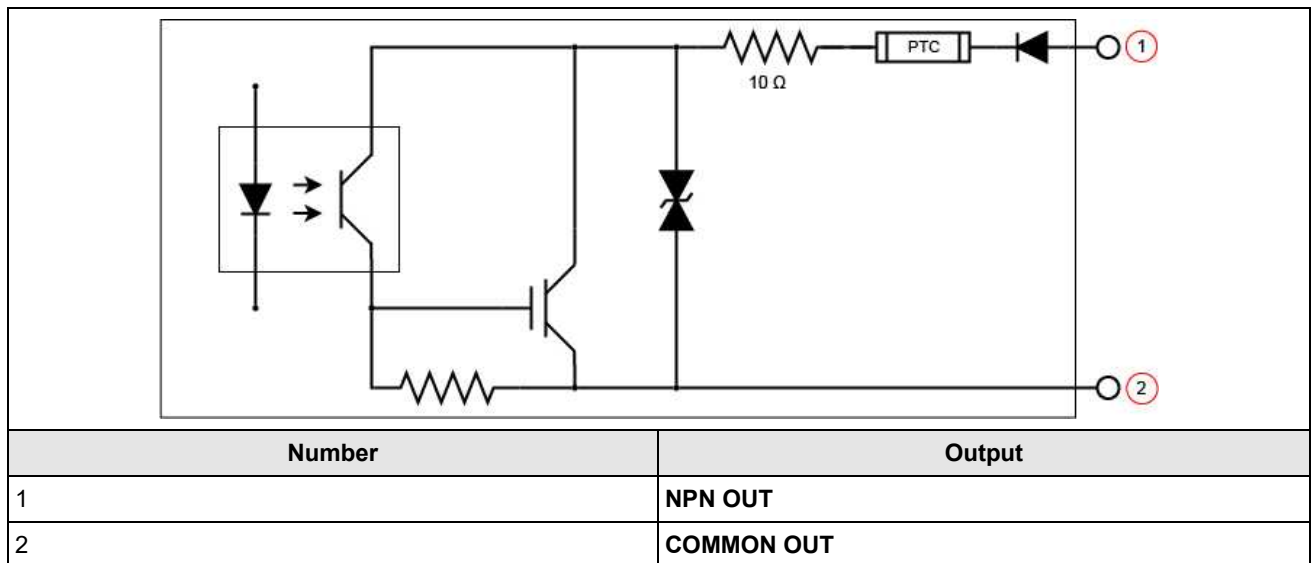 10 Ω
PTC
1
2
Number Output
1 NPN OUT
2 COMMON OUT